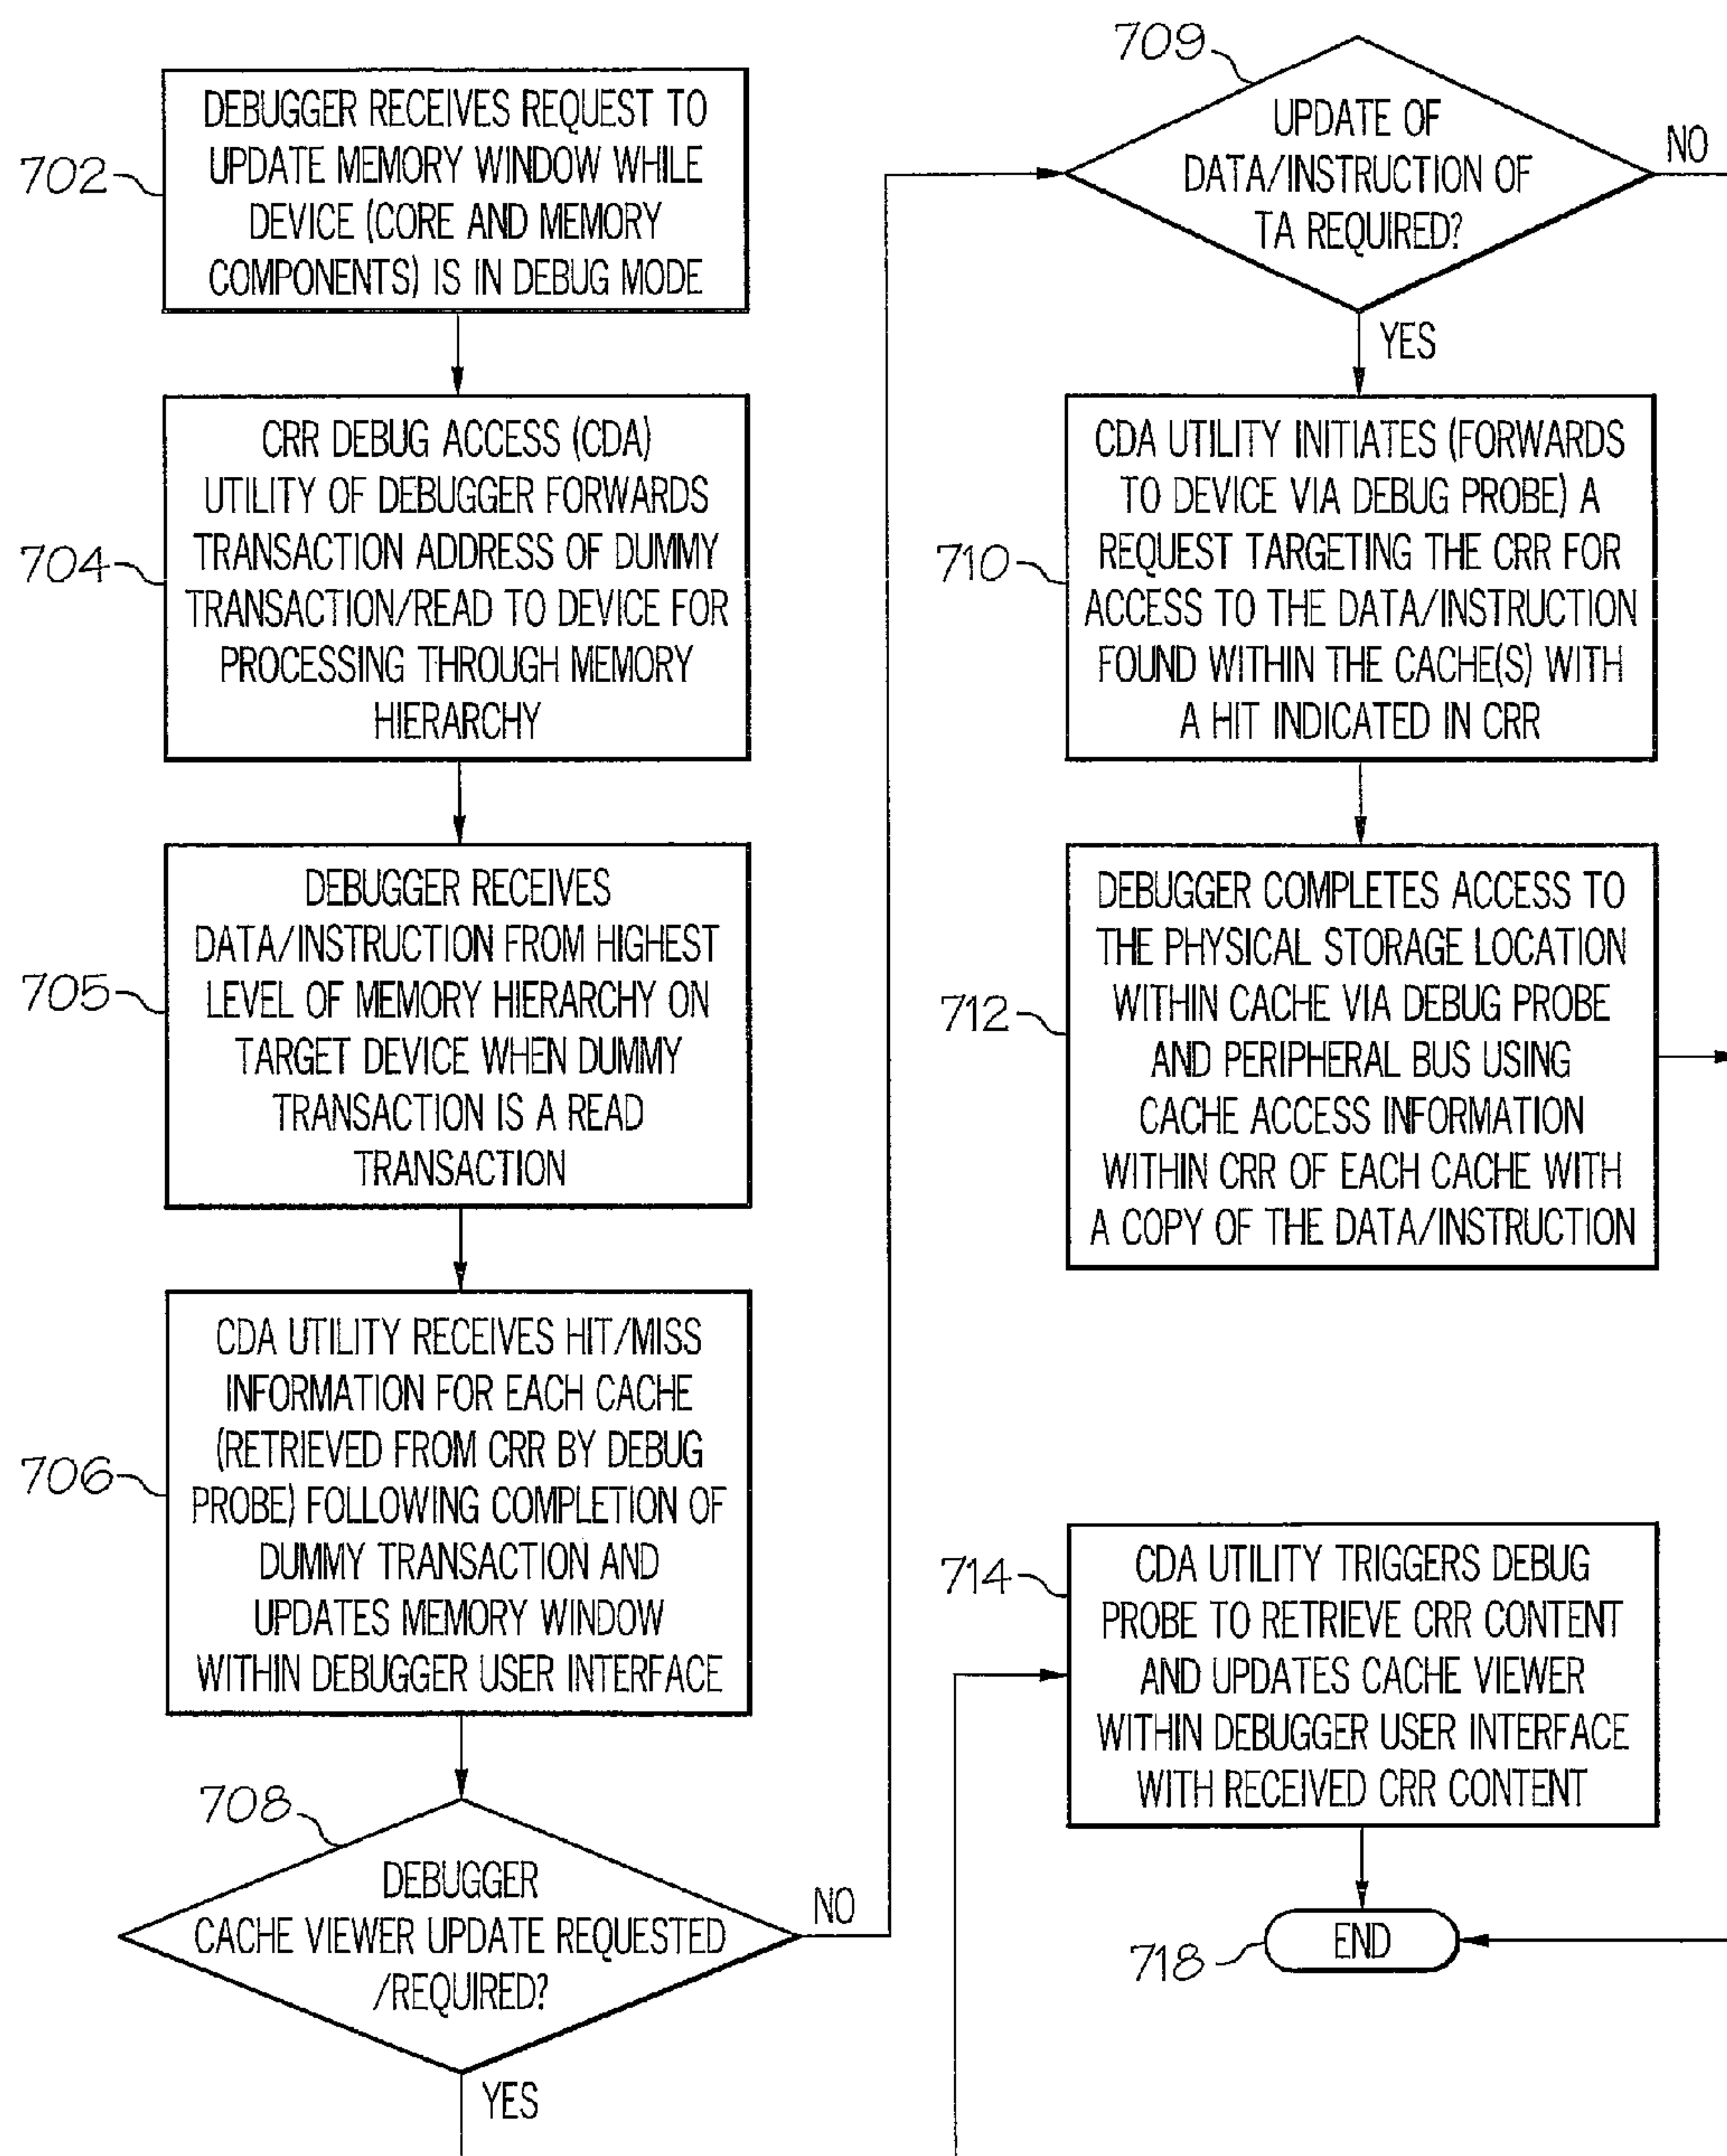 702
DEBUGGER RECEIVES REQUEST TO
UPDATE MEMORY WINDOW WHILE
DEVICE (CORE AND MEMORY
COMPONENTS) IS IN DEBUG MODE
704
CRR DEBUG ACCESS (CDA)
UTILITY OF DEBUGGER FORWARDS
TRANSACTION ADDRESS OF DUMMY
TRANSACTION/READ TO DEVICE FOR
PROCESSING THROUGH MEMORY
HIERARCHY
705
DEBUGGER RECEIVES
DATA/INSTRUCTION FROM HIGHEST
LEVEL OF MEMORY HIERARCHY ON
TARGET DEVICE WHEN DUMMY
TRANSACTION IS A READ
TRANSACTION
706
CDA UTILITY RECEIVES HIT/MISS
INFORMATION FOR EACH CACHE
(RETRIEVED FROM CRR BY DEBUG
PROBE) FOLLOWING COMPLETION OF
DUMMY TRANSACTION AND
UPDATES MEMORY WINDOW
WITHIN DEBUGGER USER INTERFACE
708
DEBUGGER
CACHE VIEWER UPDATE REQUESTED
/REQUIRED?
NO
YES
709
UPDATE OF
DATA/INSTRUCTION OF
TA REQUIRED?
NO
YES
710
CDA UTILITY INITIATES (FORWARDS
TO DEVICE VIA DEBUG PROBE) A
REQUEST TARGETING THE CRR FOR
ACCESS TO THE DATA/INSTRUCTION
FOUND WITHIN THE CACHE(S) WITH
A HIT INDICATED IN CRR
712
DEBUGGER COMPLETES ACCESS TO
THE PHYSICAL STORAGE LOCATION
WITHIN CACHE VIA DEBUG PROBE
AND PERIPHERAL BUS USING
CACHE ACCESS INFORMATION
WITHIN CRR OF EACH CACHE WITH
A COPY OF THE DATA/INSTRUCTION
714
CDA UTILITY TRIGGERS DEBUG
PROBE TO RETRIEVE CRR CONTENT
AND UPDATES CACHE VIEWER
WITHIN DEBUGGER USER INTERFACE
WITH RECEIVED CRR CONTENT
718
END